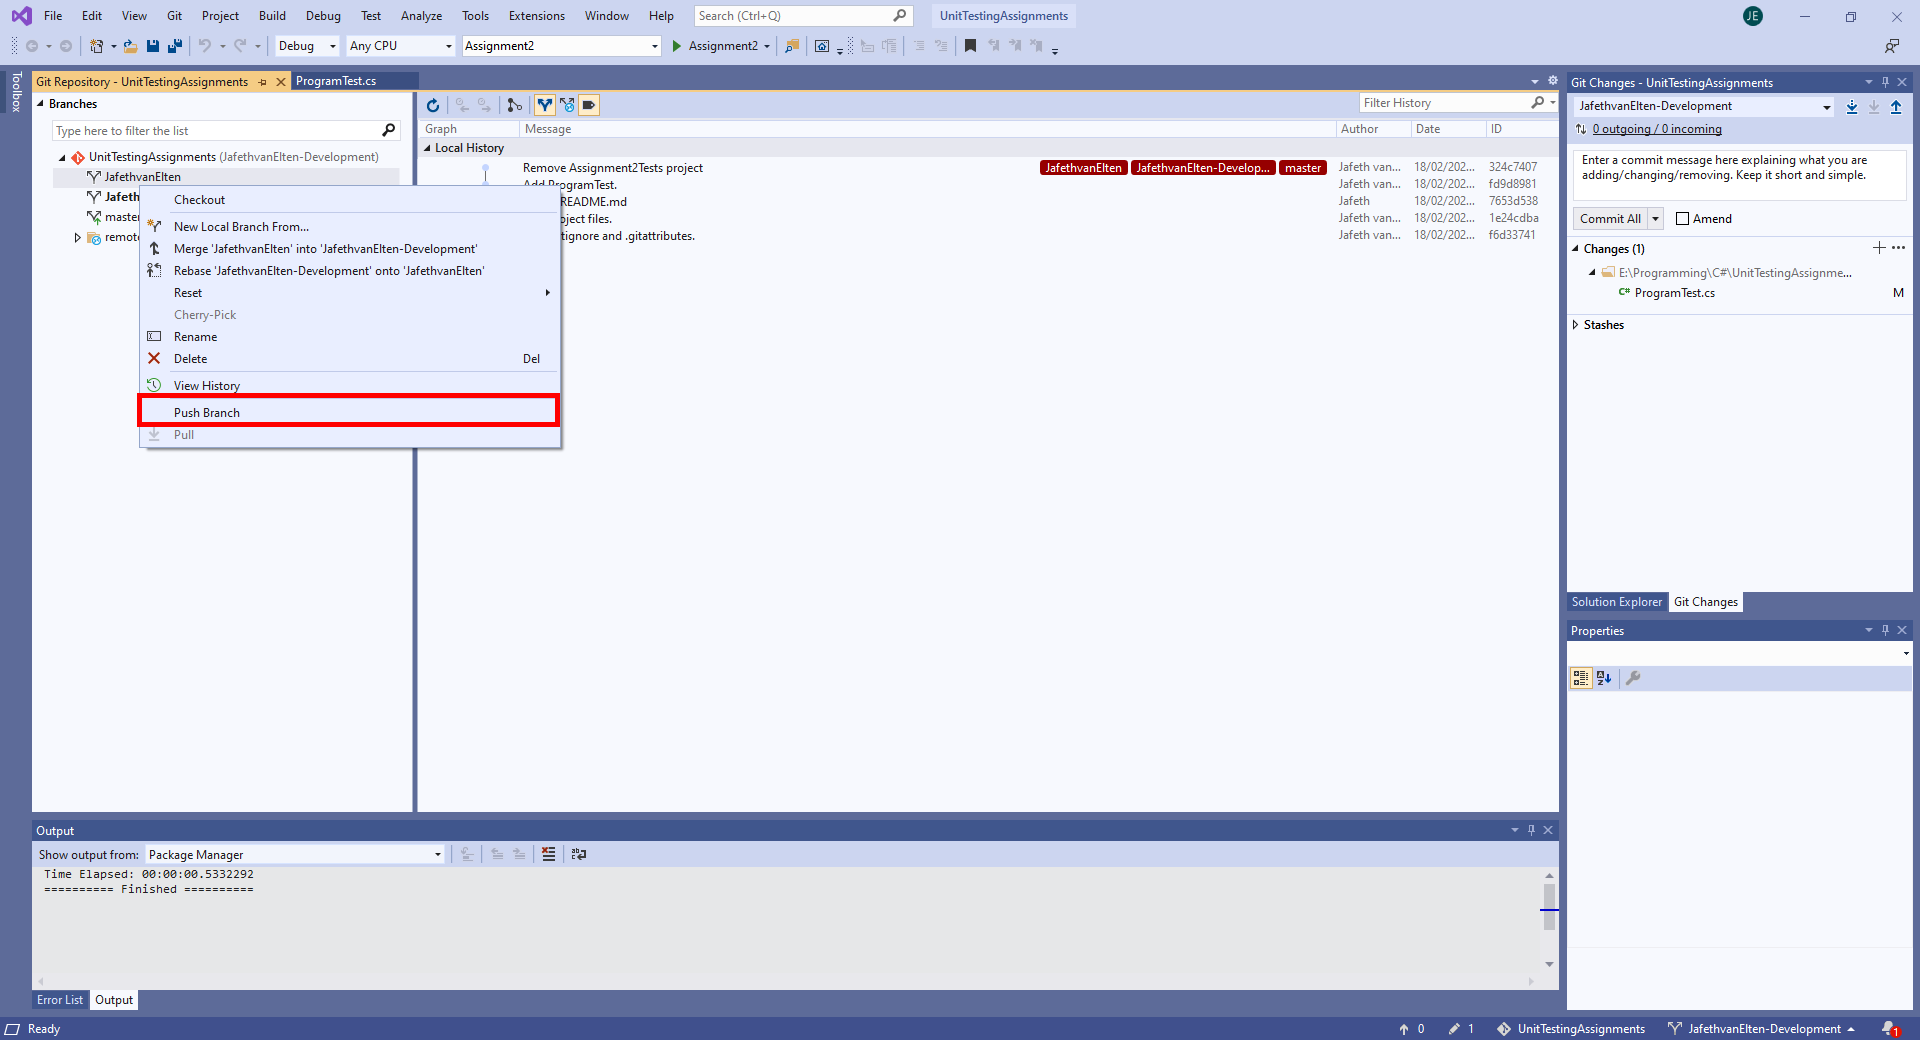 File Edit View Git Project Build Debug Test Analyze Tools Extensions Window Help Search (Ctrl+Q) UnitTestingAssignments JE
Debug Any CPU Assignment2 Assignment2
Toolbox
Git Repository - UnitTestingAssignments ProgramTest.cs
Branches
Type here to filter the list
UnitTestingAssignments (JafethvanElten-Development)
JafethvanElten
Jafeth
master
remote
Checkout
New Local Branch From...
Merge 'JafethvanElten' into 'JafethvanElten-Development'
Rebase 'JafethvanElten-Development' onto 'JafethvanElten'
Reset
Cherry-Pick
Rename
Delete Del
View History
Push Branch
Pull
Filter History
Graph Message Author Date ID
Local History
Remove Assignment2Tests project JafethvanElten JafethvanElten-Develop... master Jafeth van... 18/02/202... 324c7407
Add ProgramTest. Jafeth van... 18/02/202... fd9d8981
README.md Jafeth 18/02/202... 7653d538
ject files. Jafeth van... 18/02/202... 1e24cdba
tignore and .gitattributes. Jafeth van... 18/02/202... f6d33741
Git Changes - UnitTestingAssignments
JafethvanElten-Development
0 outgoing / 0 incoming
Enter a commit message here explaining what you are
adding/changing/removing. Keep it short and simple.
Commit All Amend
Changes (1)
E:\Programming\C#\UnitTestingAssignme...
C# ProgramTest.cs M
Stashes
Solution Explorer Git Changes
Properties
Output
Show output from: Package Manager
Time Elapsed: 00:00:00.5332292
========== Finished ==========
Error List Output
Ready 0 1 UnitTestingAssignments JafethvanElten-Development 1